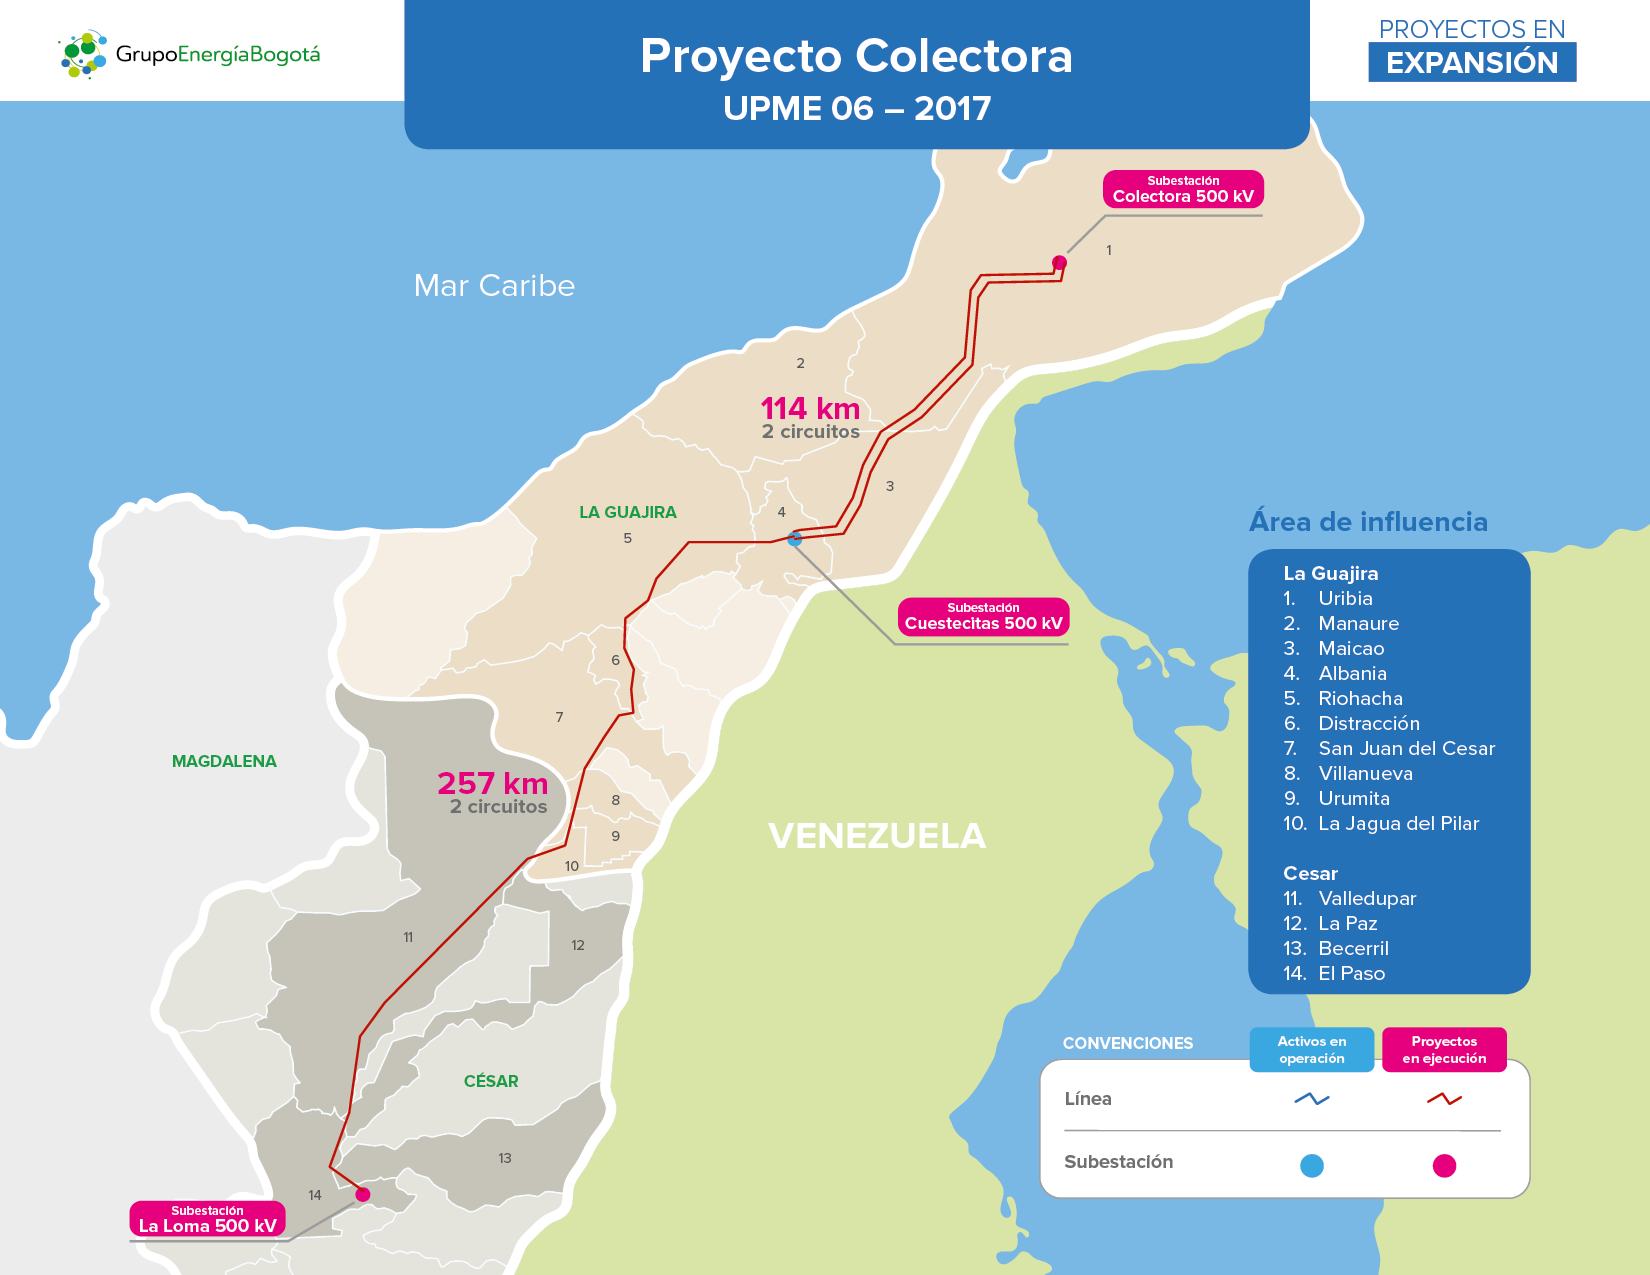 GrupoEnergíaBogotá
Proyecto Colectora
UPME 06 – 2017
PROYECTOS EN
EXPANSIÓN
Subestación
Colectora 500 kV
1
Mar Caribe
2
114 km
2 circuitos
3
LA GUAJIRA
4
5
Subestación
Cuestecitas 500 kV
6
7
MAGDALENA
257 km
2 circuitos
8
VENEZUELA
9
10
11
12
CÉSAR
13
14
Subestación
La Loma 500 kV
Área de influencia
La Guajira
1. Uribia
2. Manaure
3. Maicao
4. Albania
5. Riohacha
6. Distracción
7. San Juan del Cesar
8. Villanueva
9. Urumita
10. La Jagua del Pilar
Cesar
11. Valledupar
12. La Paz
13. Becerril
14. El Paso
CONVENCIONES
Activos en
operación
Proyectos
en ejecución
Línea
Subestación